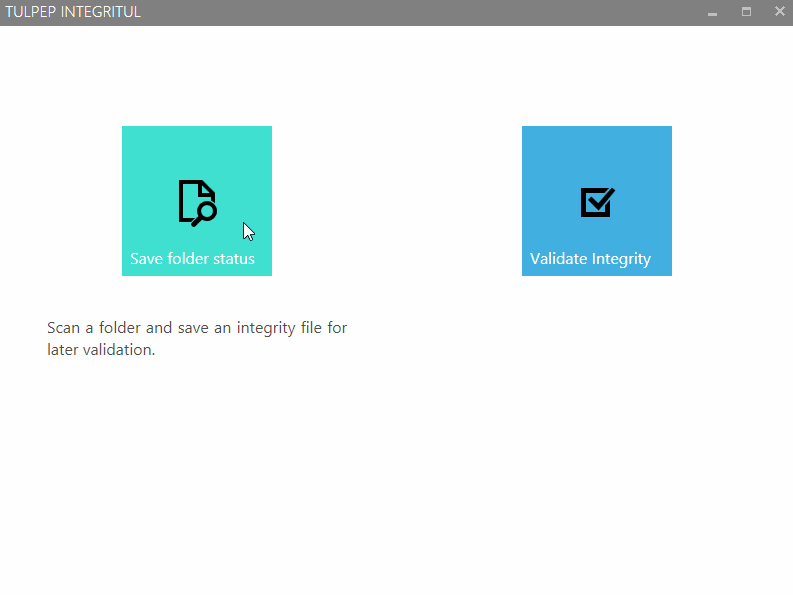 TULPEP INTEGRITUL
Save folder status
Validate Integrity
Scan a folder and save an integrity file for
later validation.